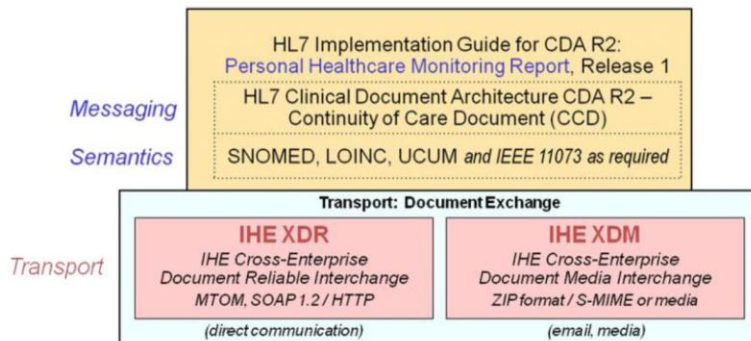 HL7 Implementation Guide for CDA R2:
Personal Healthcare Monitoring Report, Release 1
Messaging
HL7 Clinical Document Architecture CDA R2 –
Continuity of Care Document (CCD)
Semantics
SNOMED, LOINC, UCUM and IEEE 11073 as required
Transport: Document Exchange
Transport
IHE XDR
IHE Cross-Enterprise
Document Reliable Interchange
MTOM, SOAP 1.2 / HTTP
(direct communication)
IHE XDM
IHE Cross-Enterprise
Document Media Interchange
ZIP format / S-MIME or media
(email, media)